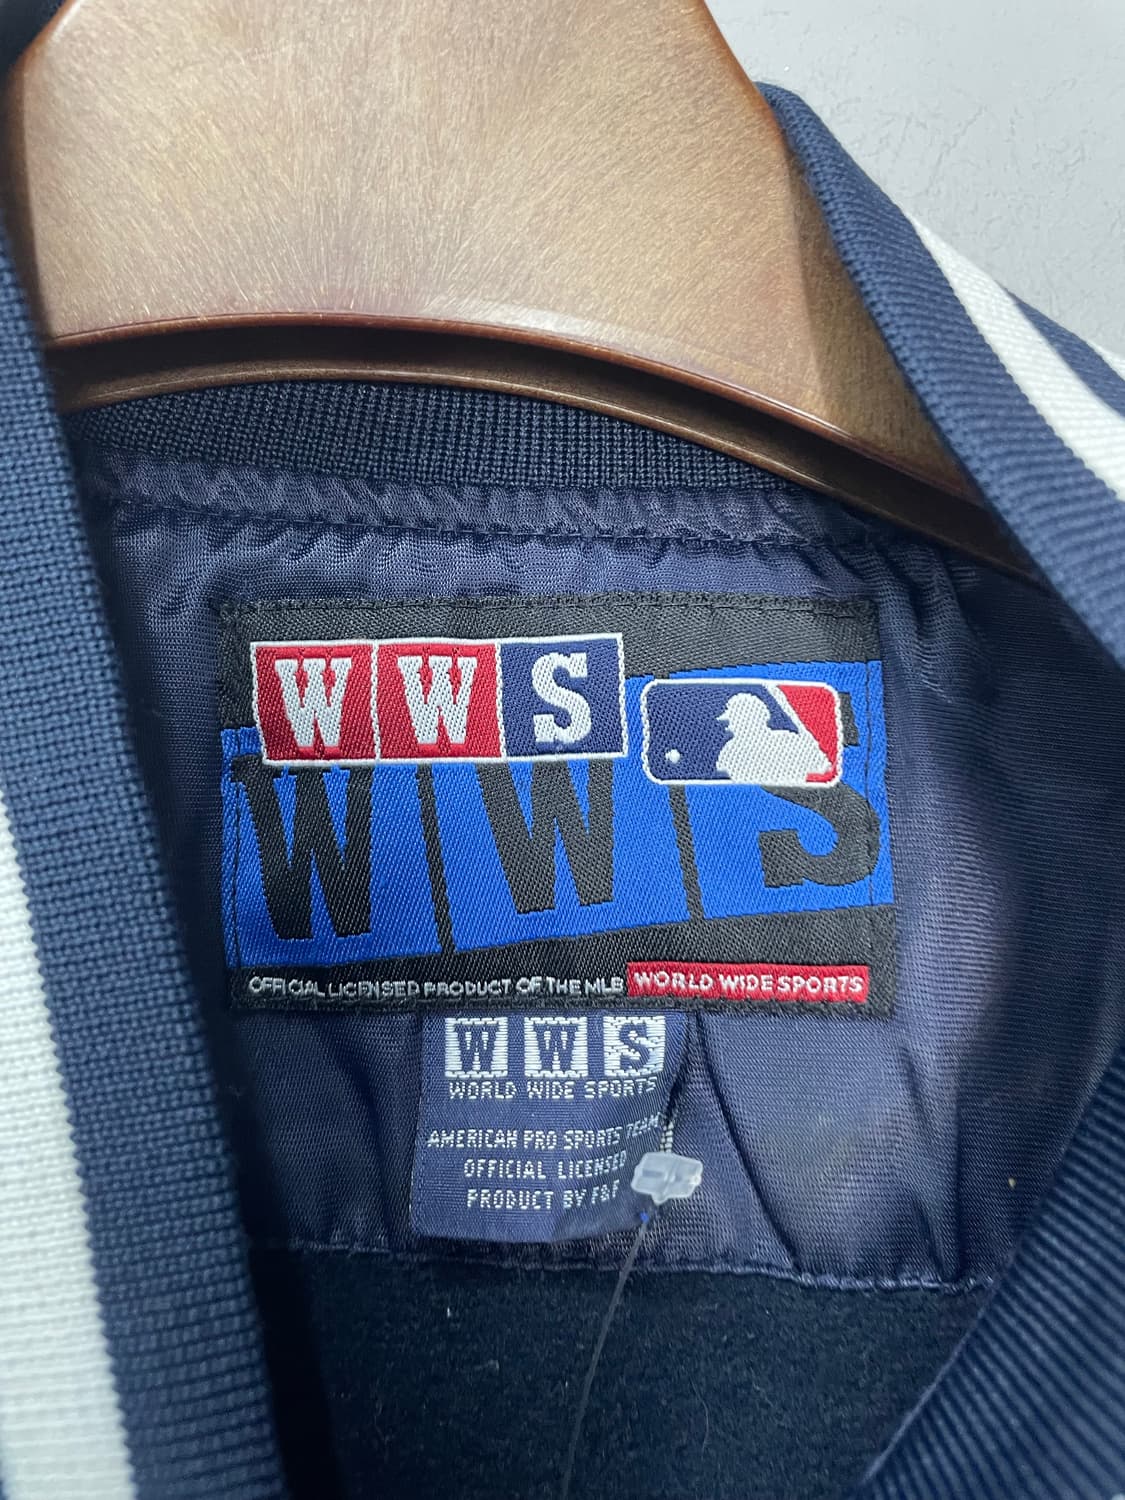 WWS
WWS
OFFICIAL LICENSED PRODUCT OF THE MLB WORLD WIDE SPORTS
WWS
WORLD WIDE SPORTS
AMERICAN PRO SPORTS TEAM
OFFICIAL LICENSED
PRODUCT BY F&F